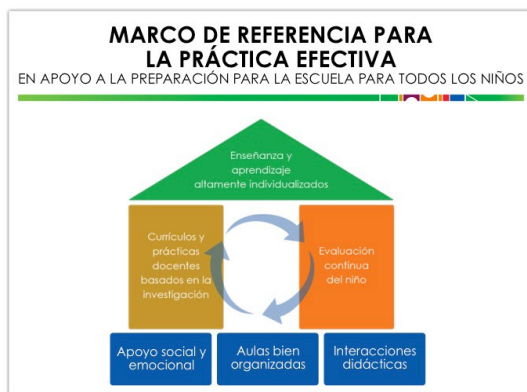 MARCO DE REFERENCIA PARA
LA PRÁCTICA EFECTIVA
EN APOYO A LA PREPARACIÓN PARA LA ESCUELA PARA TODOS LOS NIÑOS
Enseñanza y
aprendizaje
altamente individualizados
Currículos y
prácticas
docentes
basados en la
investigación
Evaluación
continua
del niño
Apoyo social y
emocional
Aulas bien
organizadas
Interacciones
didácticas